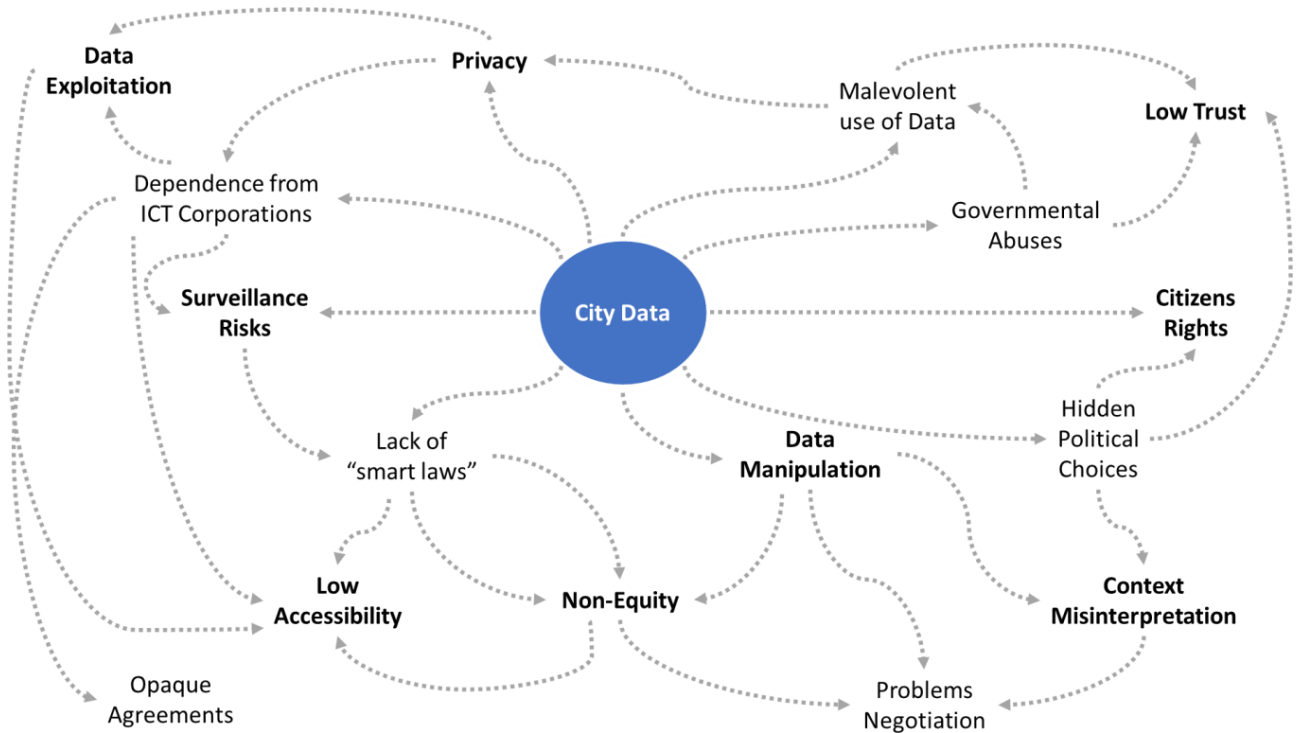 Data
Exploitation
Privacy
Malevolent
use of Data
Low Trust
Dependence from
ICT Corporations
Governmental
Abuses
Surveillance
Risks
City Data
Citizens
Rights
Lack of
“smart laws”
Data
Manipulation
Hidden
Political
Choices
Low
Accessibility
Non-Equity
Context
Misinterpretation
Opaque
Agreements
Problems
Negotiation